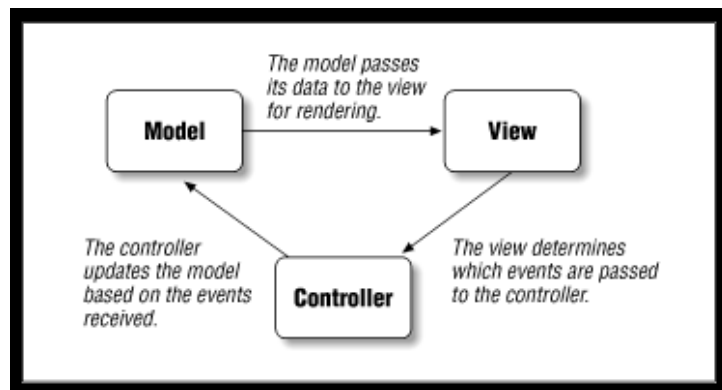 The model passes
its data to the view
for rendering.
Model
View
The controller
updates the model
based on the events
received.
The view determines
which events are passed
to the controller.
Controller